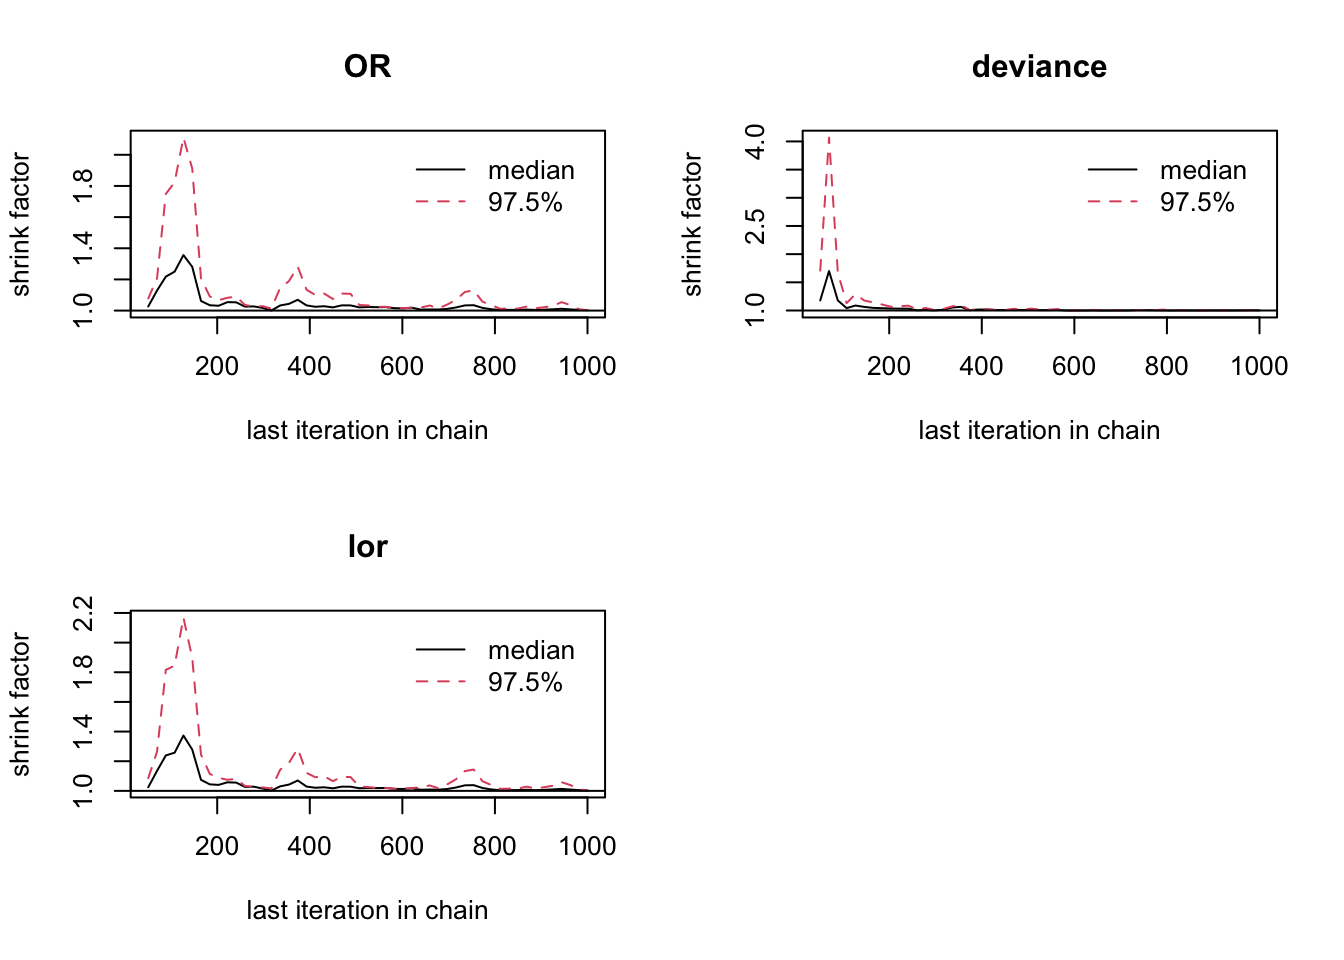 OR
shrink factor
1.0 1.4 1.8
median
97.5%
200 400 600 800 1000
last iteration in chain
deviance
shrink factor
1.0 2.5 4.0
median
97.5%
200 400 600 800 1000
last iteration in chain
lor
shrink factor
1.0 1.4 1.8 2.2
median
97.5%
200 400 600 800 1000
last iteration in chain